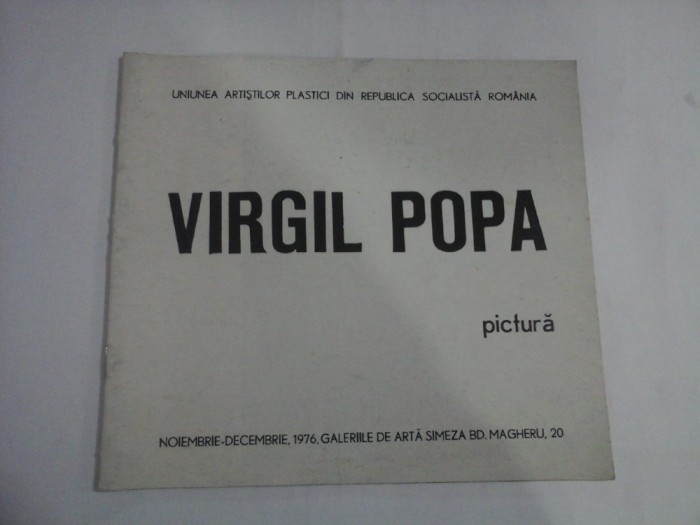 UNIUNEA ARTIȘTILOR PLASTICI DIN REPUBLICA SOCIALISTĂ ROMÂNIA
VIRGIL POPA
pictură
NOIEMBRIE-DECEMBRIE, 1976, GALERIILE DE ARTĂ SIMEZA BD. MAGHERU, 20